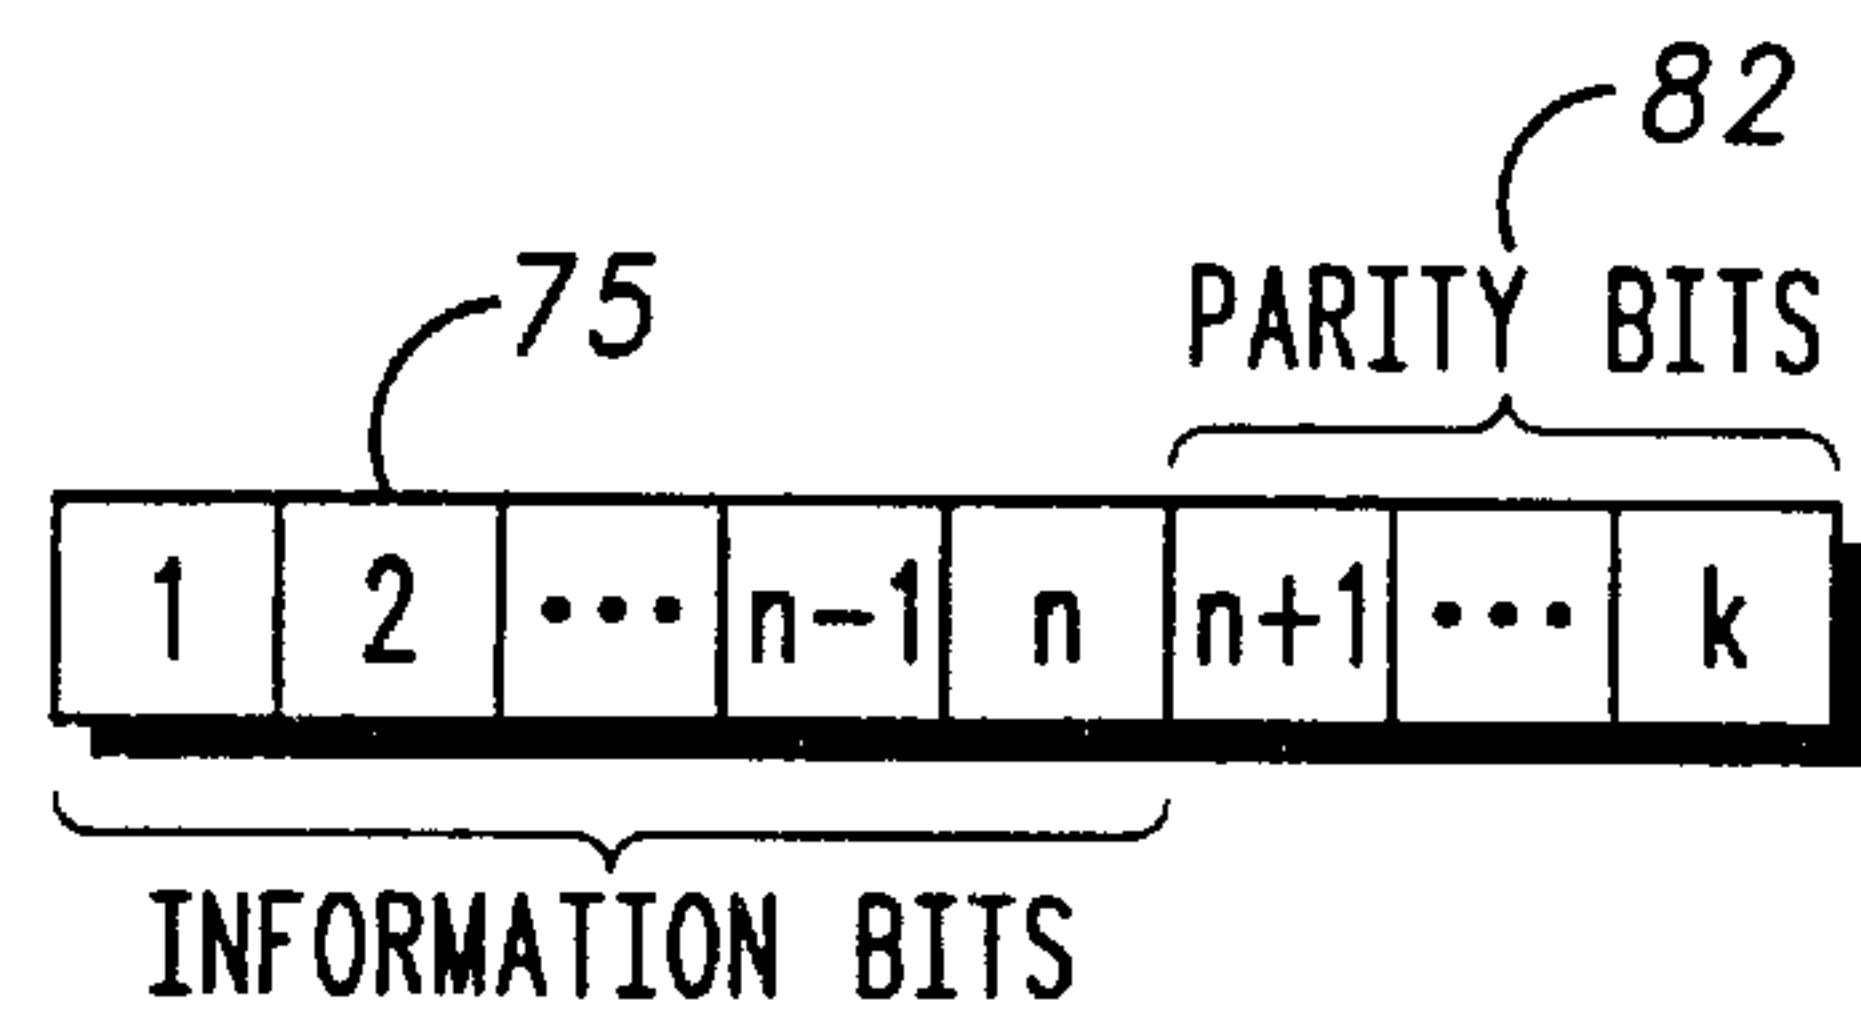 82
75
PARITY BITS
1 2 ••• n-1 n n+1 ••• k
INFORMATION BITS